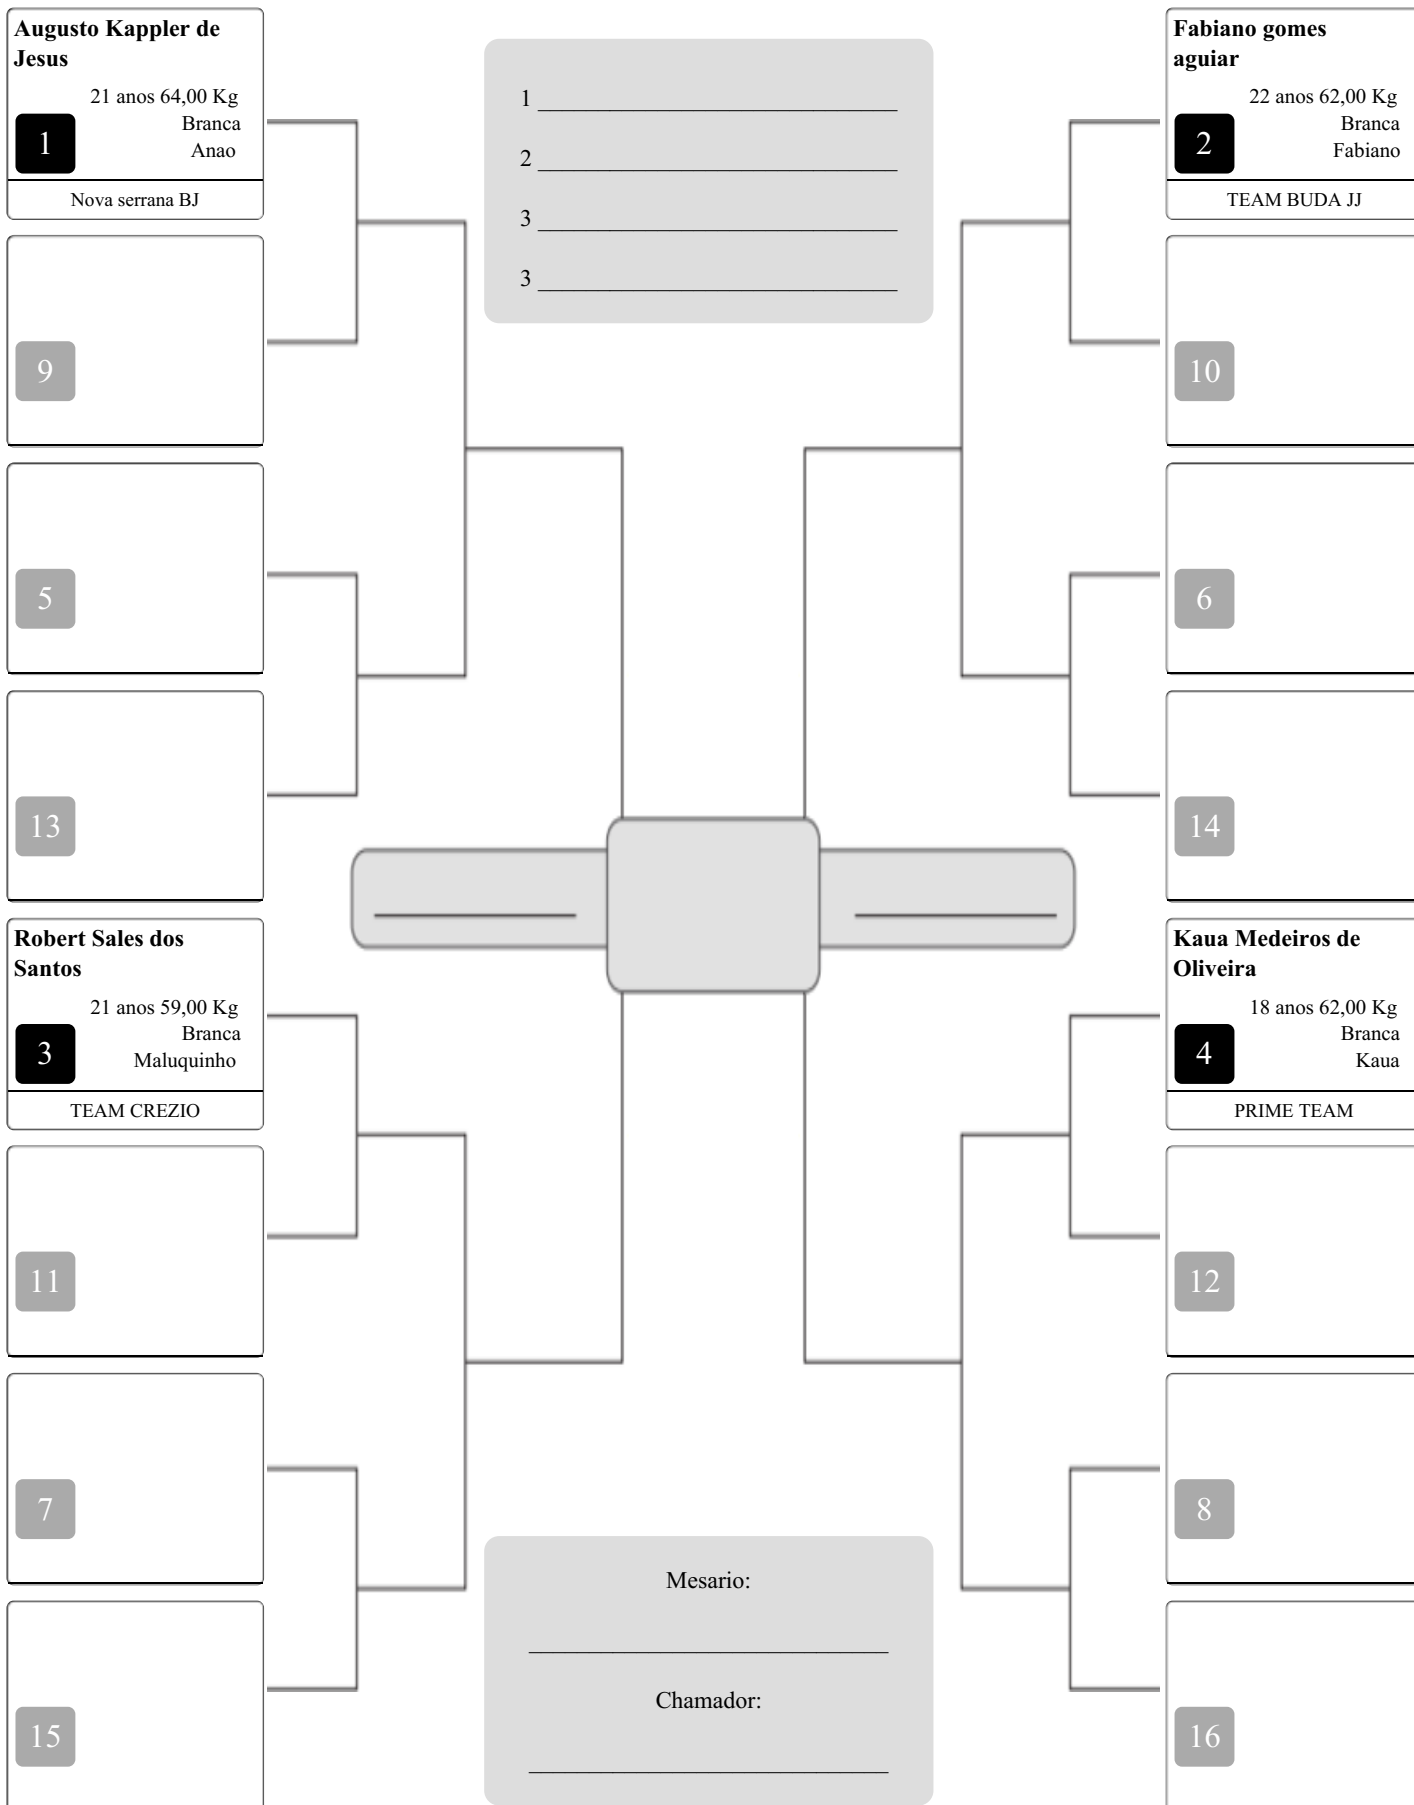 Augusto Kappler de
Jesus
21 anos 64,00 Kg
Branca
1
Anao
Nova serrana BJ
9
5
13
Robert Sales dos
Santos
21 anos 59,00 Kg
Branca
3
Maluquinho
TEAM CREZIO
11
7
15
1 ______________________________
2 ______________________________
3 ______________________________
3 ______________________________
Mesario:
______________________________
Chamador:
______________________________
Fabiano gomes
aguiar
22 anos 62,00 Kg
Branca
2
Fabiano
TEAM BUDA JJ
10
6
14
Kaua Medeiros de
Oliveira
18 anos 62,00 Kg
Branca
4
Kaua
PRIME TEAM
12
8
16